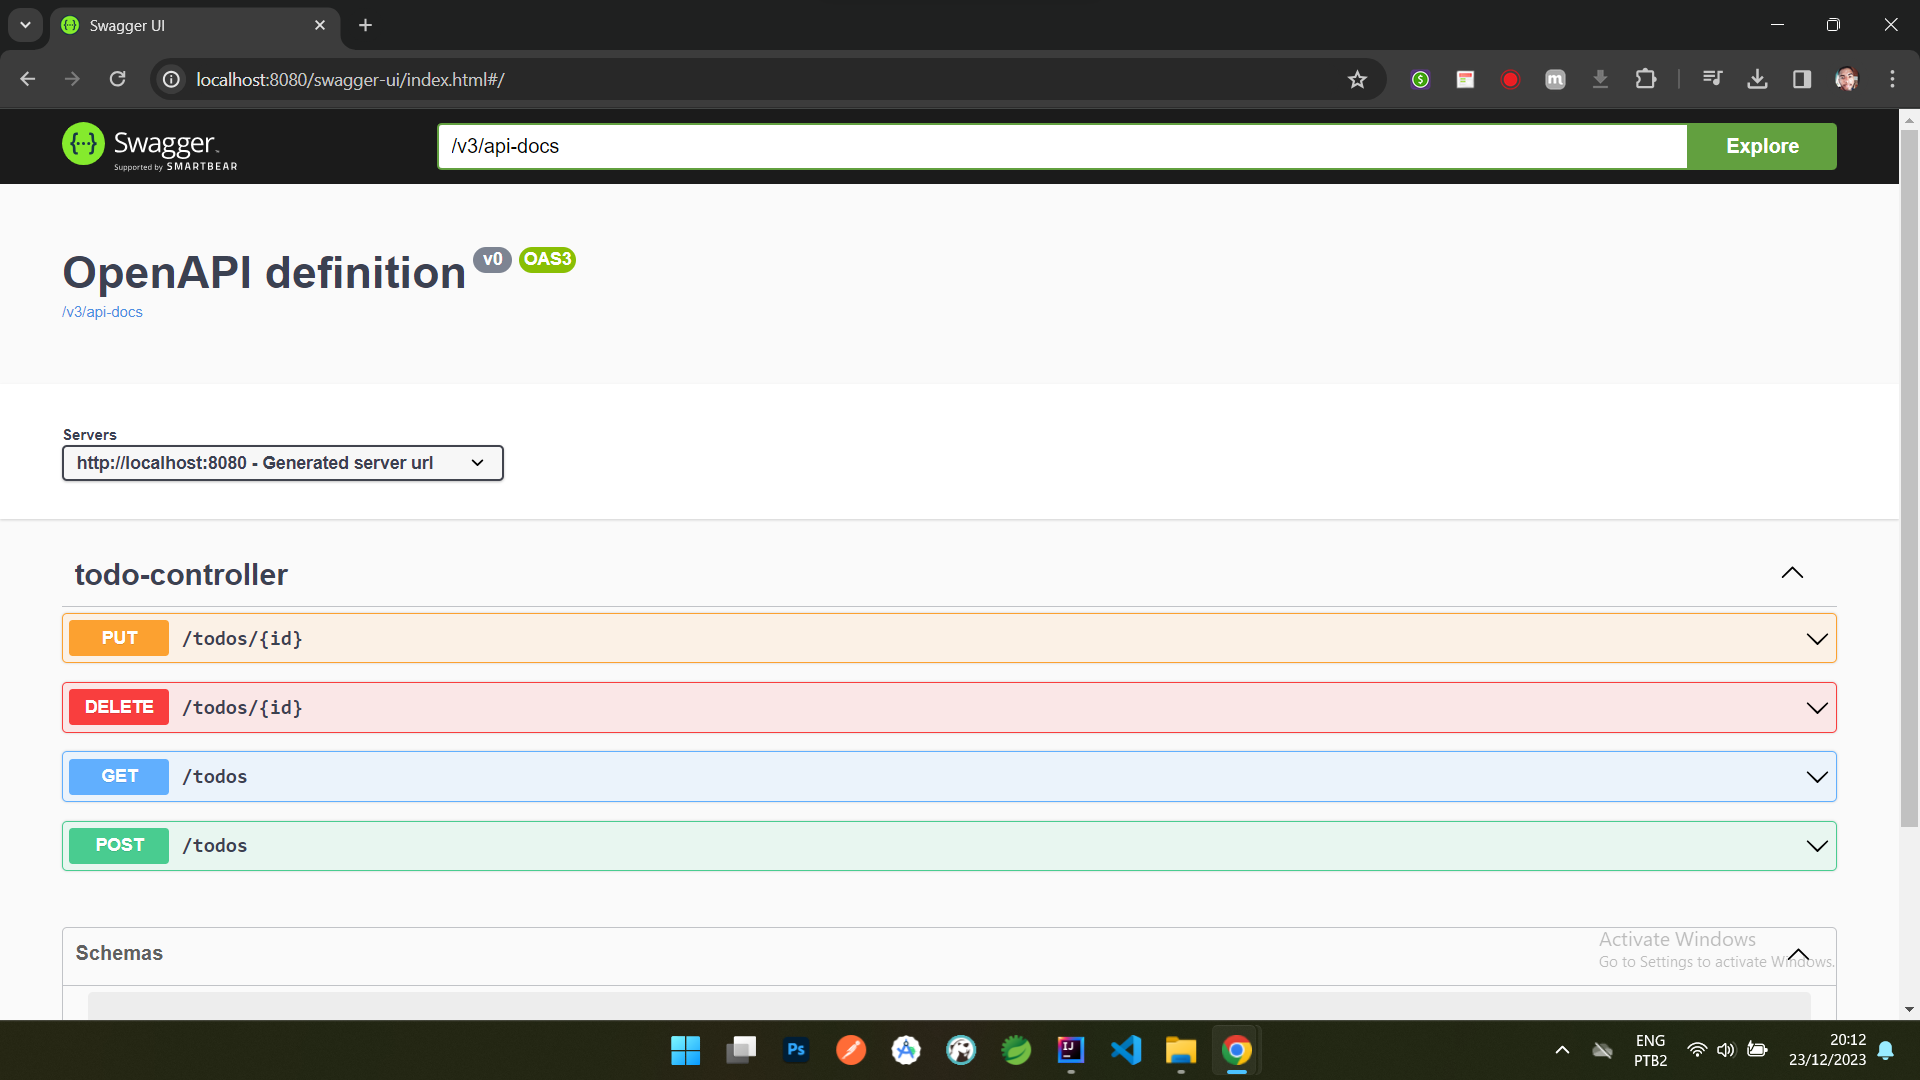 Swagger UI
localhost:8080/swagger-ui/index.html#/
{···} Swagger™
Supported by SMARTBEAR
/v3/api-docs
Explore
OpenAPI definition v0 OAS3
/v3/api-docs
Servers
http://localhost:8080 - Generated server url
todo-controller
PUT /todos/{id}
DELETE /todos/{id}
GET /todos
POST /todos
Schemas
Activate Windows
Go to Settings to activate Windows.
Ps
IJ
ENG
PTB2
20:12
23/12/2023